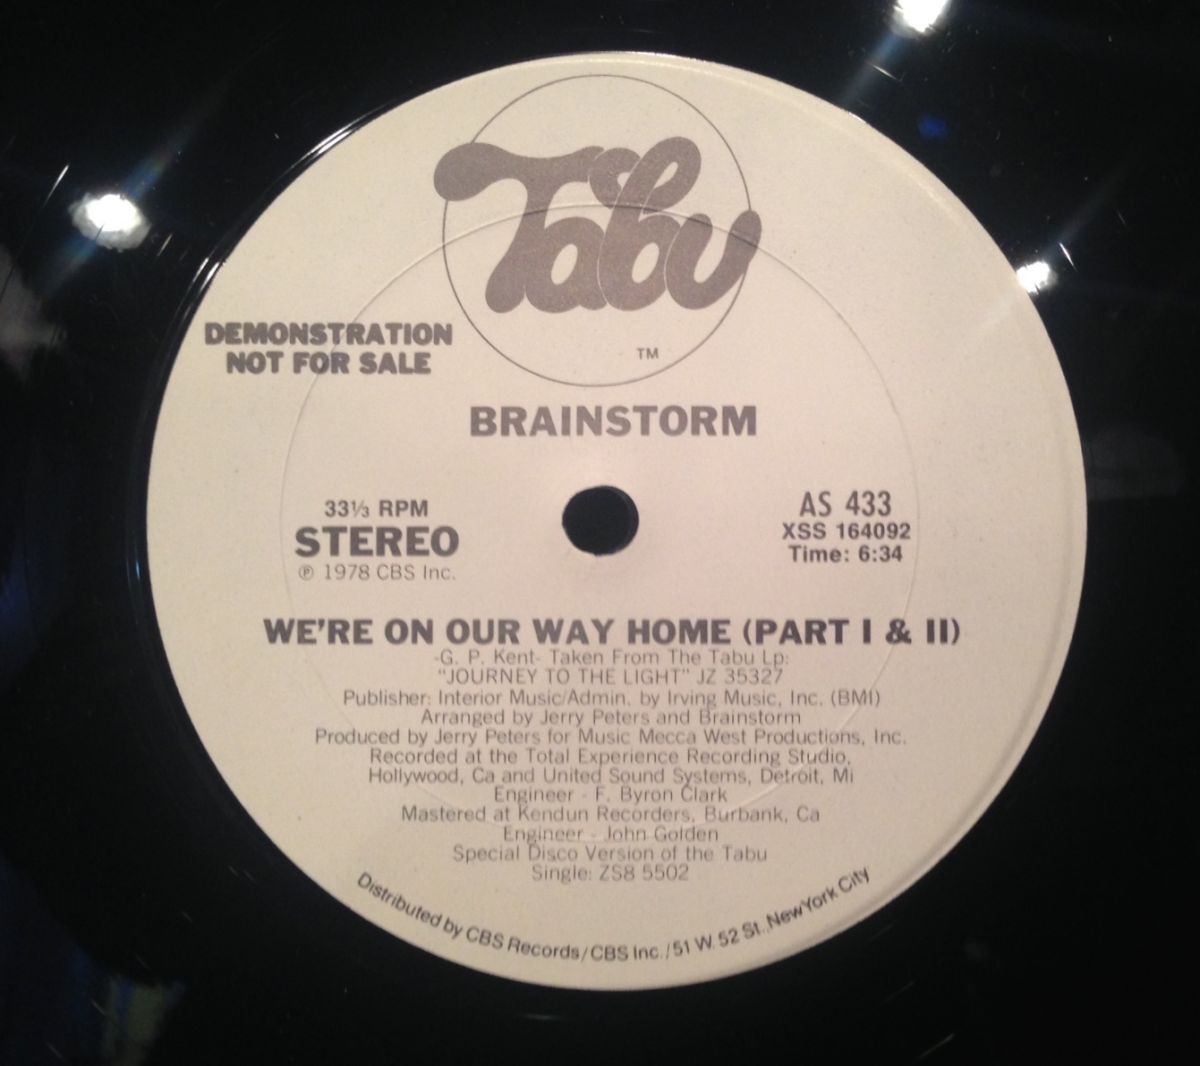 Tabu
TM
DEMONSTRATION
NOT FOR SALE
BRAINSTORM
33⅓ RPM
STEREO
℗ 1978 CBS Inc.
AS 433
XSS 164092
Time: 6:34
WE'RE ON OUR WAY HOME (PART I & II)
-G. P. Kent- Taken From The Tabu Lp:
"JOURNEY TO THE LIGHT" JZ 35327
Publisher: Interior Music/Admin. by Irving Music, Inc. (BMI)
Arranged by Jerry Peters and Brainstorm
Produced by Jerry Peters for Music Mecca West Productions, Inc.
Recorded at the Total Experience Recording Studio,
Hollywood, Ca and United Sound Systems, Detroit, Mi
Engineer - F. Byron Clark
Mastered at Kendun Recorders, Burbank, Ca
Engineer - John Golden
Special Disco Version of the Tabu
Single: ZS8 5502
Distributed by CBS Records/CBS Inc./51 W. 52 St., New York City